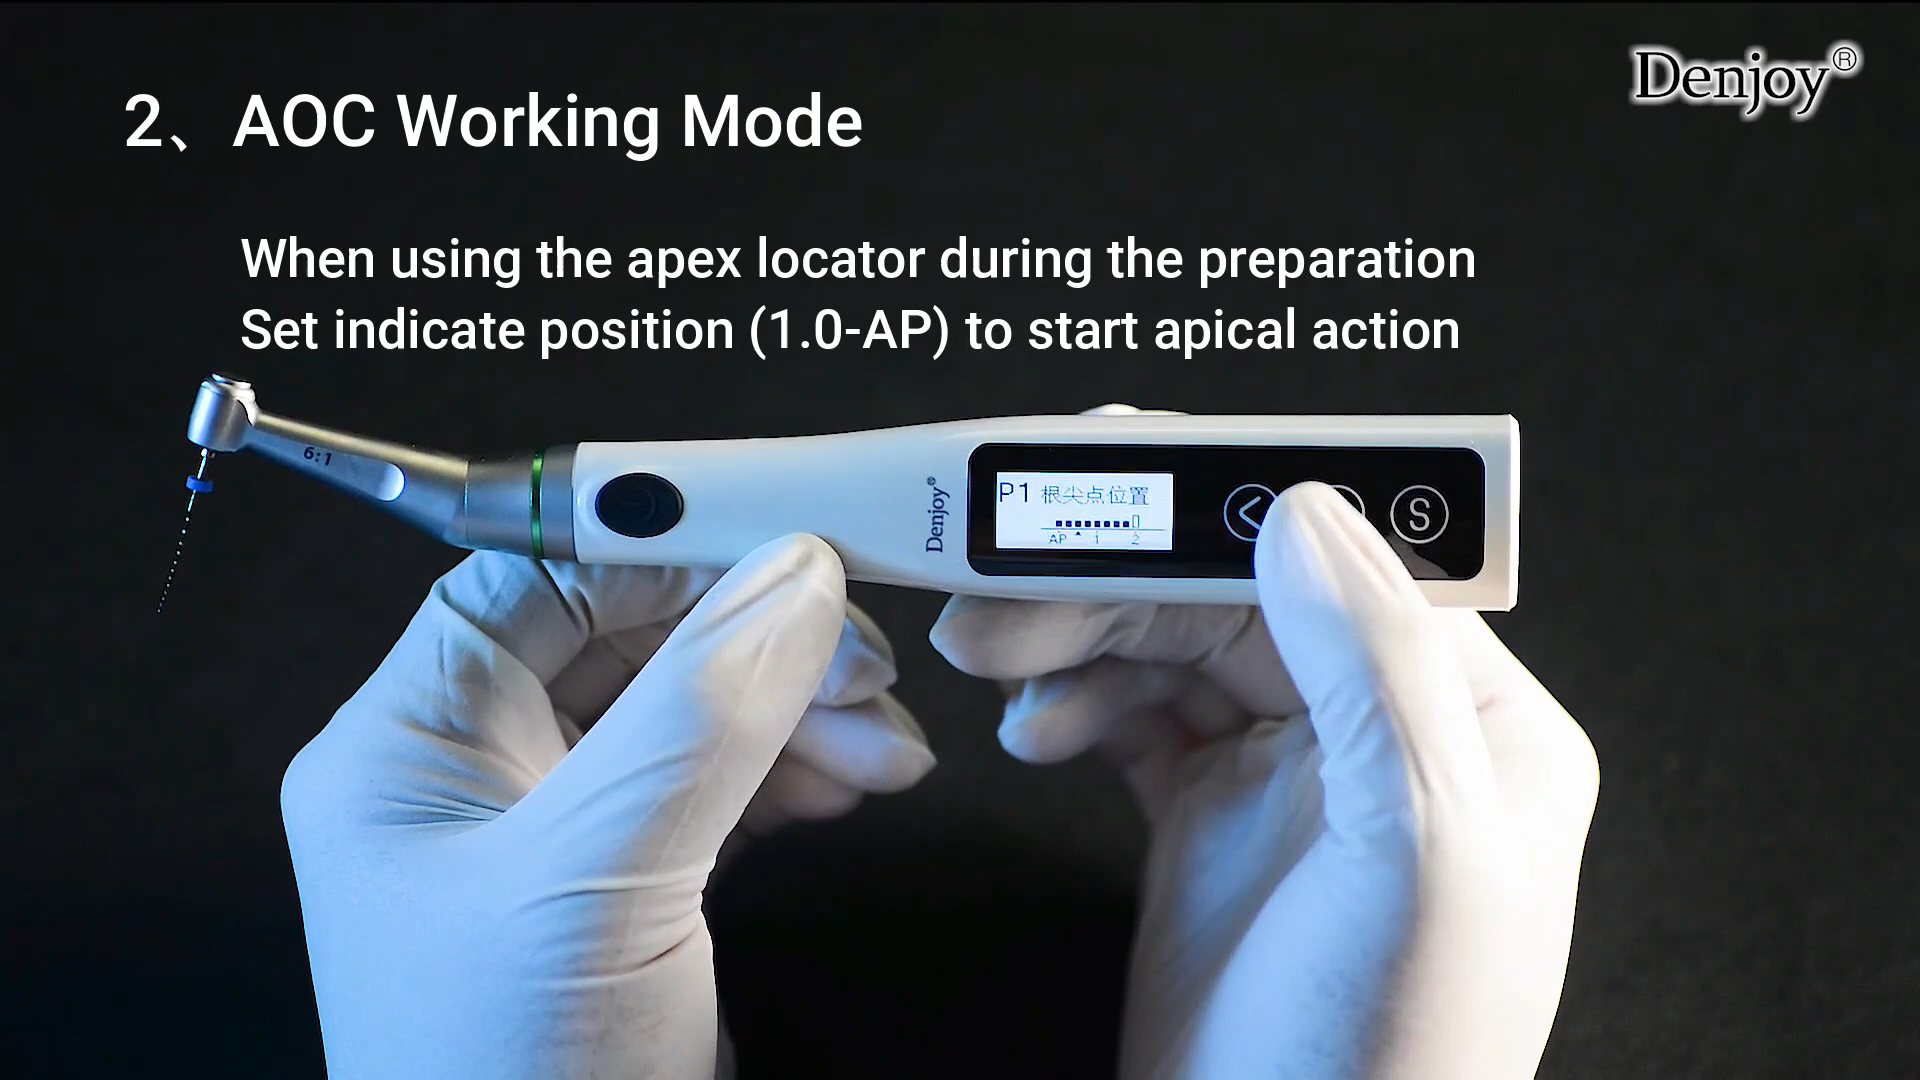 Denjoy®
2、AOC Working Mode
When using the apex locator during the preparation
Set indicate position (1.0-AP) to start apical action
6:1
Denjoy®
P1 根尖点位置
AP 1 2
< S